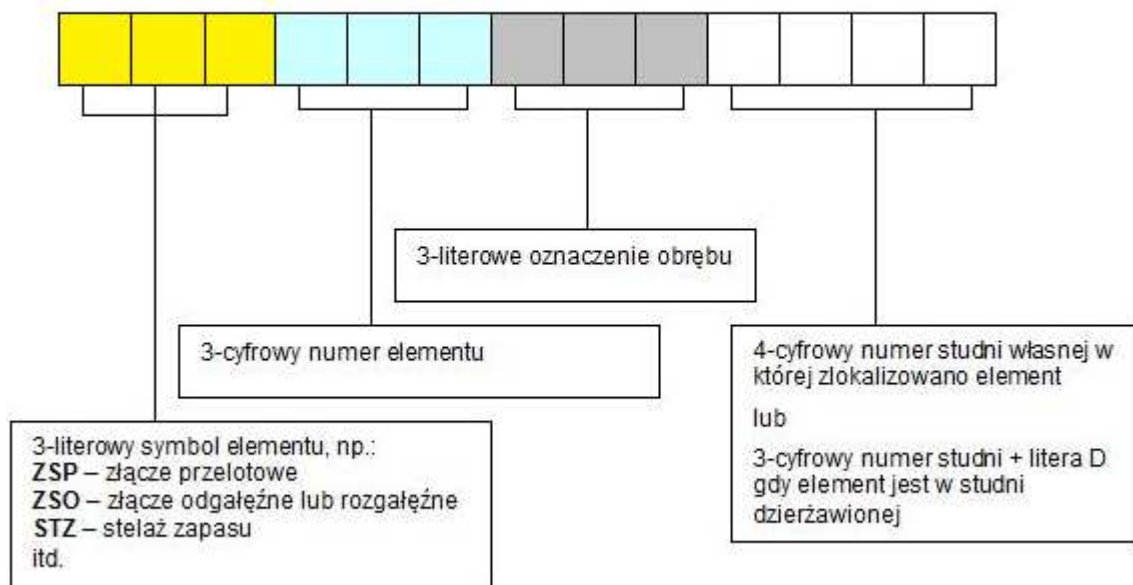 3-literowe oznaczenie obrębu
3-cyfrowy numer elementu
4-cyfrowy numer studni własnej w
której zlokalizowano element
lub
3-cyfrowy numer studni + litera D
gdy element jest w studni
dzierżawionej
3-literowy symbol elementu, np.:
ZSP – złącze przelotowe
ZSO – złącze odgałęźne lub rozgałęźne
STZ – stelaż zapasu
itd.